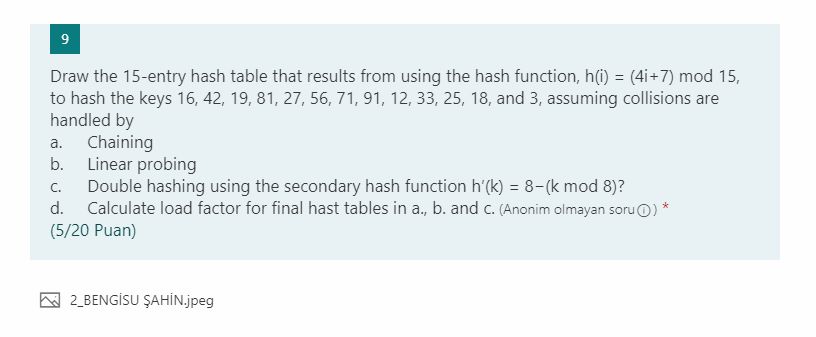 9
Draw the 15-entry hash table that results from using the hash function, h(i) = (4i+7) mod 15,
to hash the keys 16, 42, 19, 81, 27, 56, 71, 91, 12, 33, 25, 18, and 3, assuming collisions are
handled by
a. Chaining
b. Linear probing
c. Double hashing using the secondary hash function h'(k) = 8−(k mod 8)?
d. Calculate load factor for final hast tables in a., b. and c. (Anonim olmayan soru ⓘ) *
(5/20 Puan)
2_BENGİSU ŞAHİN.jpeg